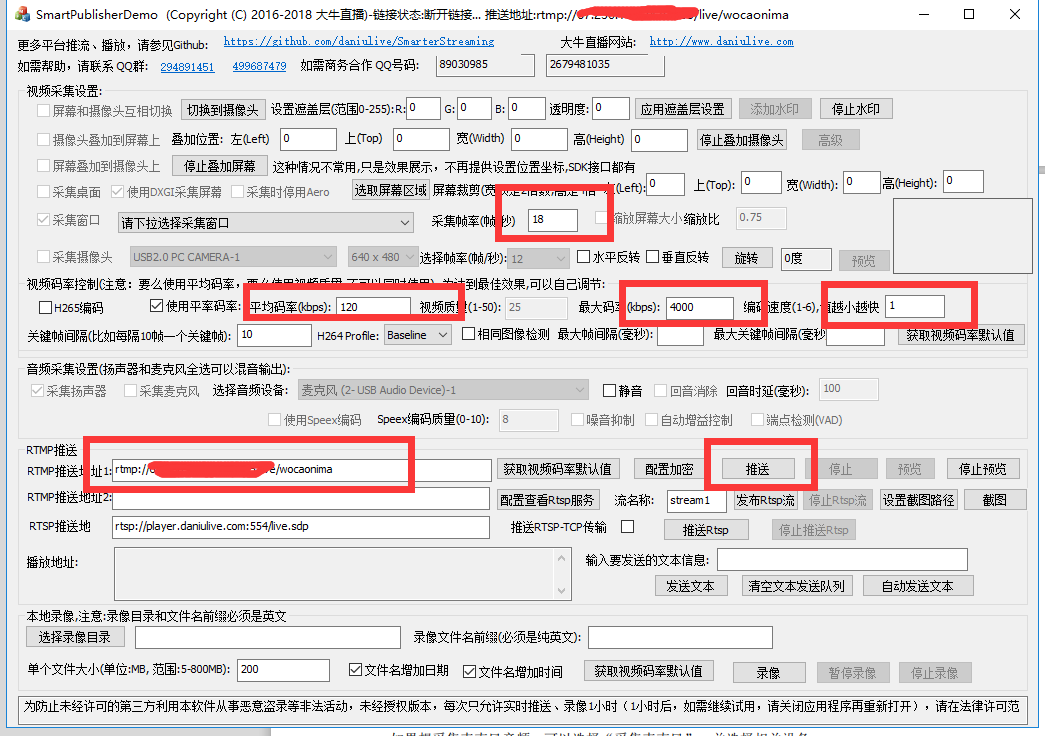 SmartPublisherDemo (Copyright (C) 2016-2018 大牛直播)-链接状态:断开链接... 推送地址:rtmp:// /live/wocaonima
更多平台推流、播放，请参见Github: https://github.com/daniulive/SmarterStreaming 大牛直播网站: http://www.daniulive.com
如需帮助，请联系 QQ群: 294891451 499687479 如需商务合作 QQ号码: 89030985 2679481035
视频采集设置:
屏幕和摄像头互相切换 切换到摄像头 设置遮盖层(范围0-255):R: 0 G: 0 B: 0 透明度: 0 应用遮盖层设置 添加水印 停止水印
摄像头叠加到屏幕上 叠加位置: 左(Left) 0 上(Top) 0 宽(Width) 0 高(Height) 0 停止叠加摄像头 高级
屏幕叠加到摄像头上 停止叠加屏幕 这种情况不常用,只是效果展示，不再提供设置位置坐标,SDK接口都有
采集桌面 使用DXGI采集屏幕 采集时停用Aero 选取屏幕区域 屏幕裁剪(宽 (Left): 0 上(Top): 0 宽(Width): 0 高(Height): 0
采集窗口 请下拉选择采集窗口 采集帧率(帧/秒) 18 缩放屏幕大小 缩放比 0.75
采集摄像头 USB2.0 PC CAMERA-1 640 x 480 选择帧率(帧/秒): 12 水平反转 垂直反转 旋转 0度 预览
视频码率控制(注意：要么使用平均码率，要么使用视频质量,不可以同时使用) 为达到最佳效果,可以自己调节:
H265编码 使用平率码率: 平均码率(kbps): 120 视频质量(1-50): 25 最大码率(kbps): 4000 编码速度(1-6),值越小越快 1
关键帧间隔(比如每隔10帧一个关键帧): 10 H264 Profile: Baseline 相同图像检测 最大帧间隔(毫秒): 最大关键帧间隔(毫秒) 获取视频码率默认值
音频采集设置(扬声器和麦克风全选可以混音输出):
采集扬声器 采集麦克风 选择音频设备: 麦克风 (2- USB Audio Device)-1 静音 回音消除 回音时延(毫秒): 100
使用Speex编码 Speex编码质量(0-10): 8 噪音抑制 自动增益控制 端点检测(VAD)
RTMP推送
RTMP推送地址1: rtmp:// /wocaonima 获取视频码率默认值 配置加密 推送 停止 预览 停止预览
RTMP推送地址2: 配置查看Rtsp服务 流名称: stream1 发布Rtsp流 停止Rtsp流 设置截图路径 截图
RTSP推送地 rtsp://player.daniulive.com:554/live.sdp 推送RTSP-TCP传输 推送Rtsp 停止推送Rtsp
播放地址: 输入要发送的文本信息:
发送文本 清空文本发送队列 自动发送文本
本地录像,注意:录像目录和文件名前缀必须是英文
选择录像目录 录像文件名前缀(必须是纯英文):
单个文件大小(单位:MB, 范围:5-800MB): 200 文件名增加日期 文件名增加时间 获取视频码率默认值 录像 暂停录像 停止录像
为防止未经许可的第三方利用本软件从事恶意盗录等非法活动，未经授权版本，每次只允许实时推送、录像1小时（1小时后，如需继续试用，请关闭应用程序再重新打开），请在法律许可范